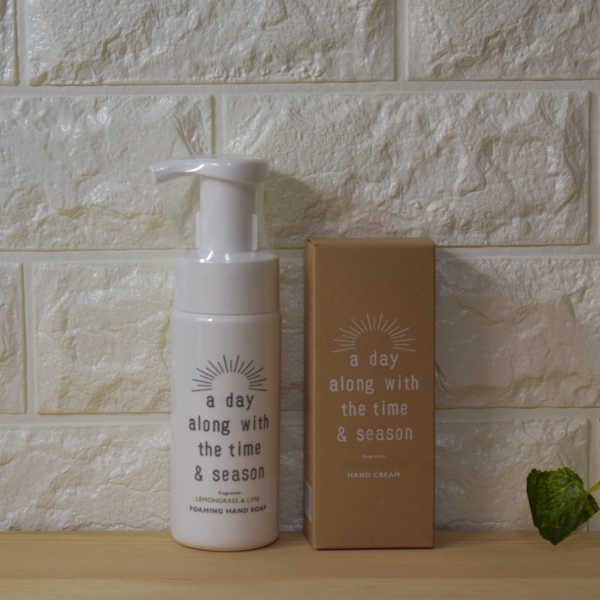 a day
along with
the time
& season
fragrance
LEMONGRASS & LIME
FOAMING HAND SOAP
a day
along with
the time
& season
fragrance
HAND CREAM